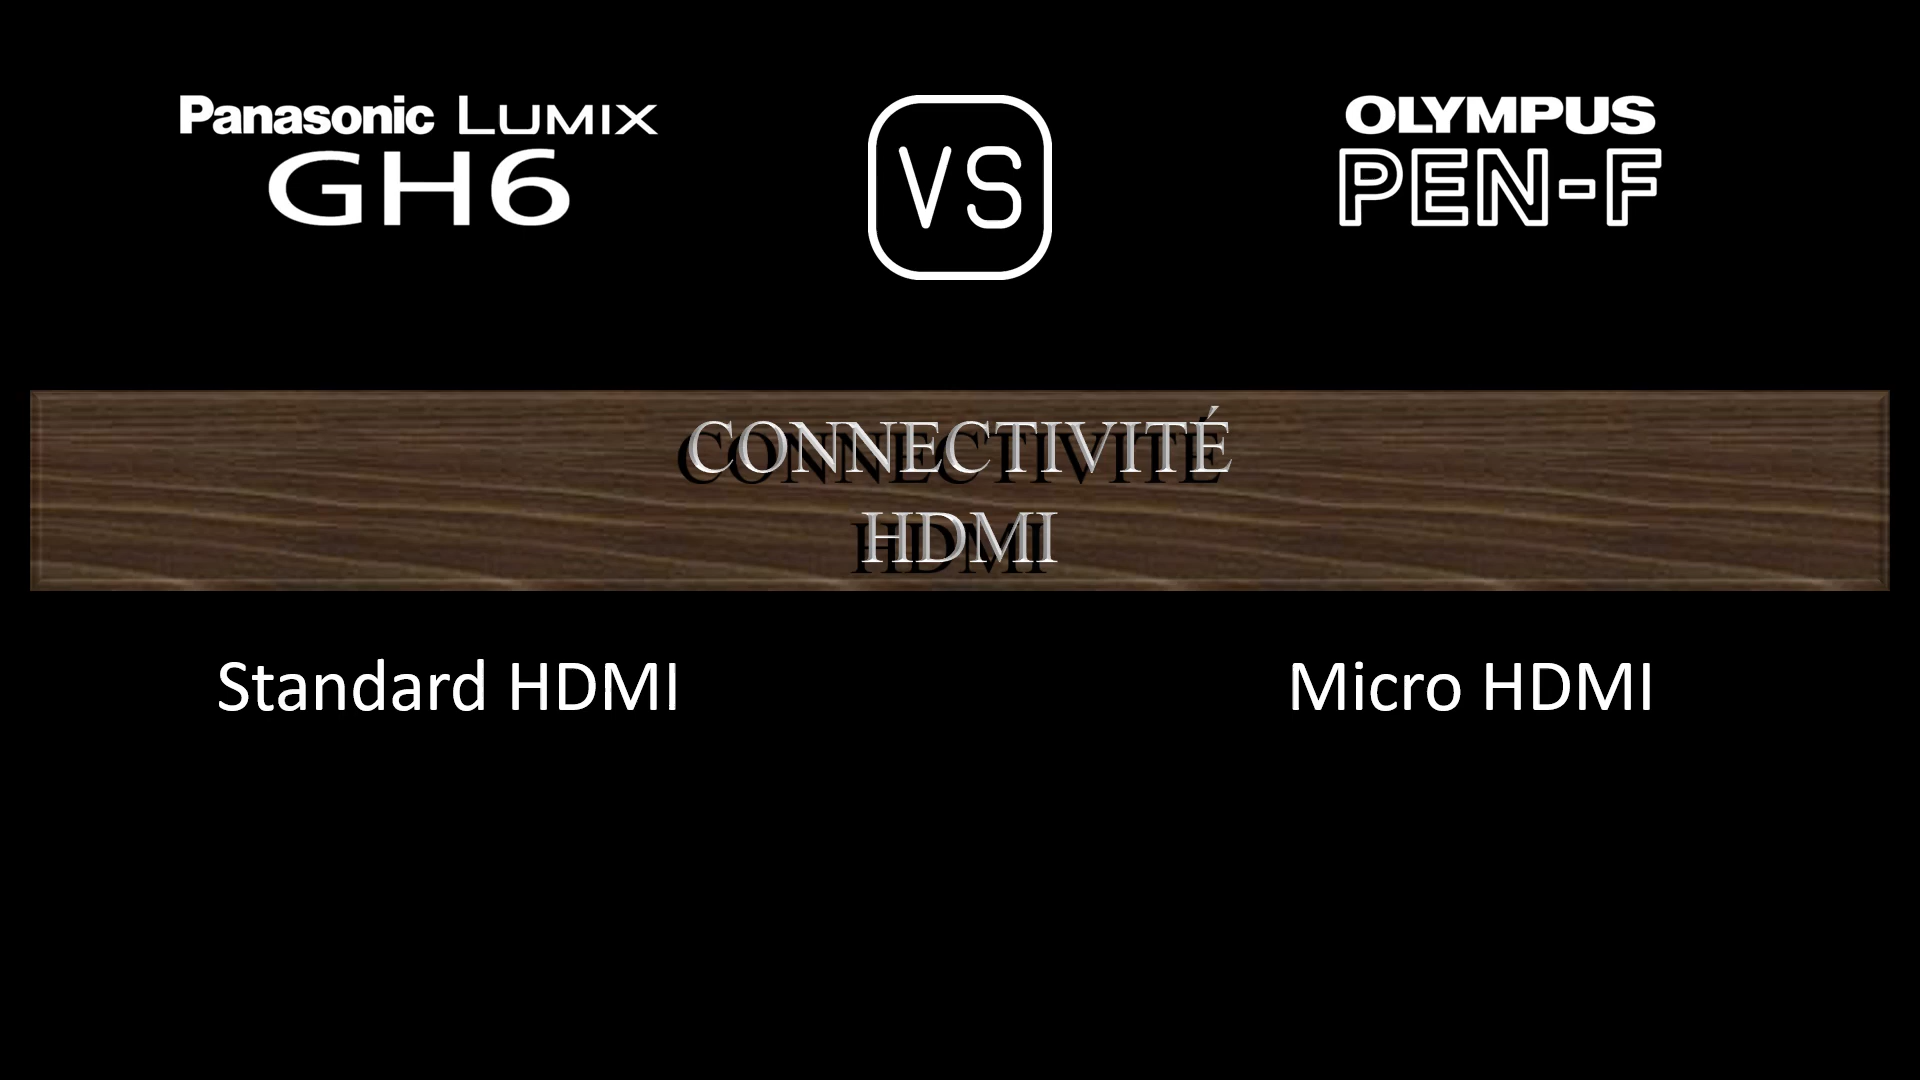 Panasonic LUMIX
GH6
VS
OLYMPUS
PEN-F
CONNECTIVITÉ
HDMI
Standard HDMI
Micro HDMI